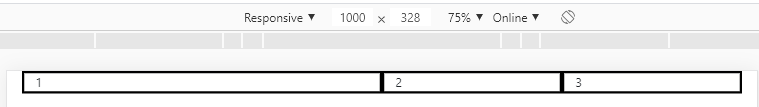 Responsive ▼ 1000 × 328 75% ▼ Online ▼
1 2 3